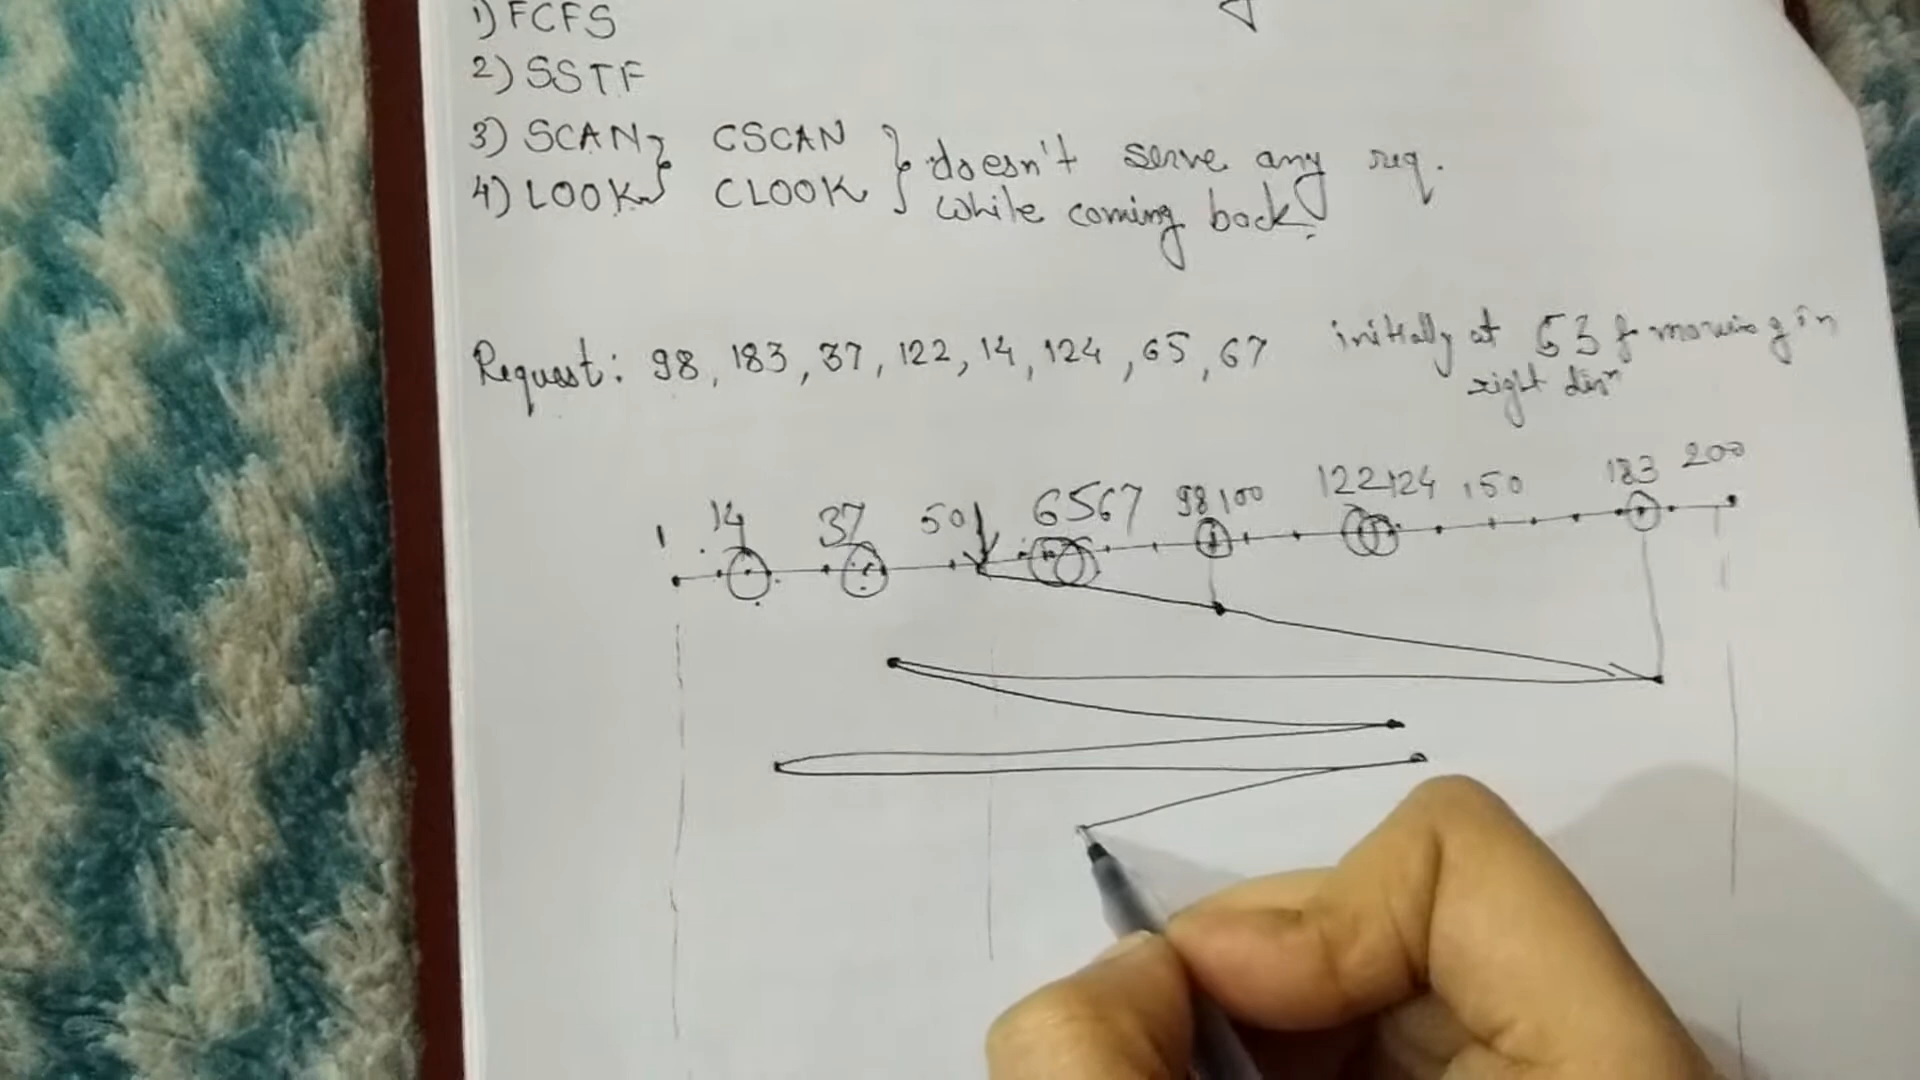 1) FCFS
2) SSTF
3) SCAN } CSCAN } doesn't serve any req.
4) LOOK } CLOOK } while coming back.
Request: 98, 183, 37, 122, 14, 124, 65, 67 initially at 53 & moving in
right dirn
1 14 37 50 65 67 98 100 122 124 150 183 200